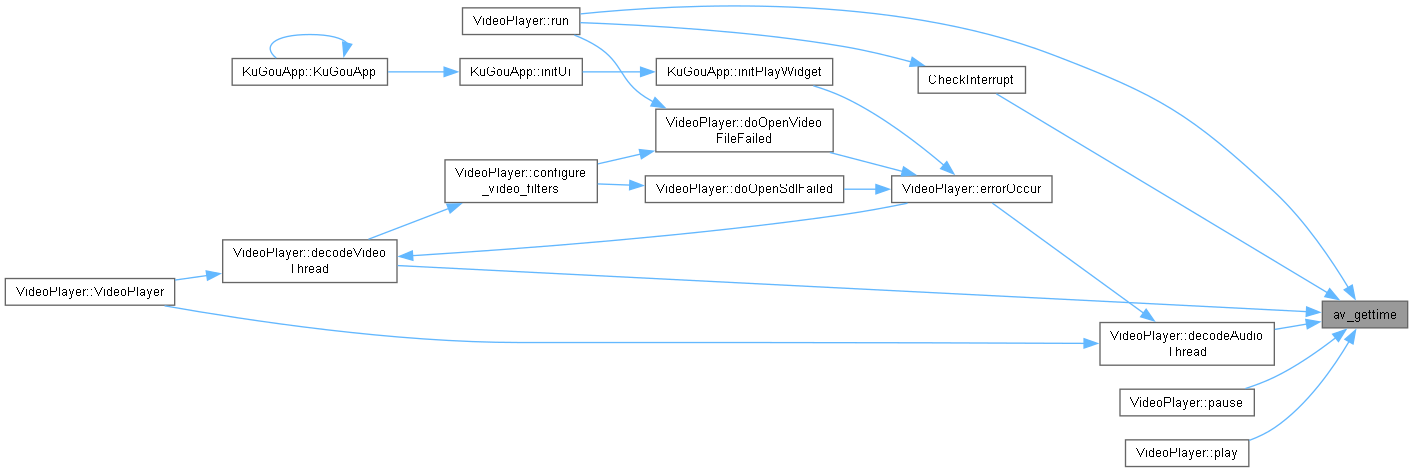 VideoPlayer::run
KuGouApp::KuGouApp
KuGouApp::initUi
KuGouApp::initPlayWidget
CheckInterrupt
VideoPlayer::doOpenVideo
FileFailed
VideoPlayer::configure
_video_filters
VideoPlayer::doOpenSdlFailed
VideoPlayer::errorOccur
VideoPlayer::decodeVideo
Thread
VideoPlayer::VideoPlayer
av_gettime
VideoPlayer::decodeAudio
Thread
VideoPlayer::pause
VideoPlayer::play